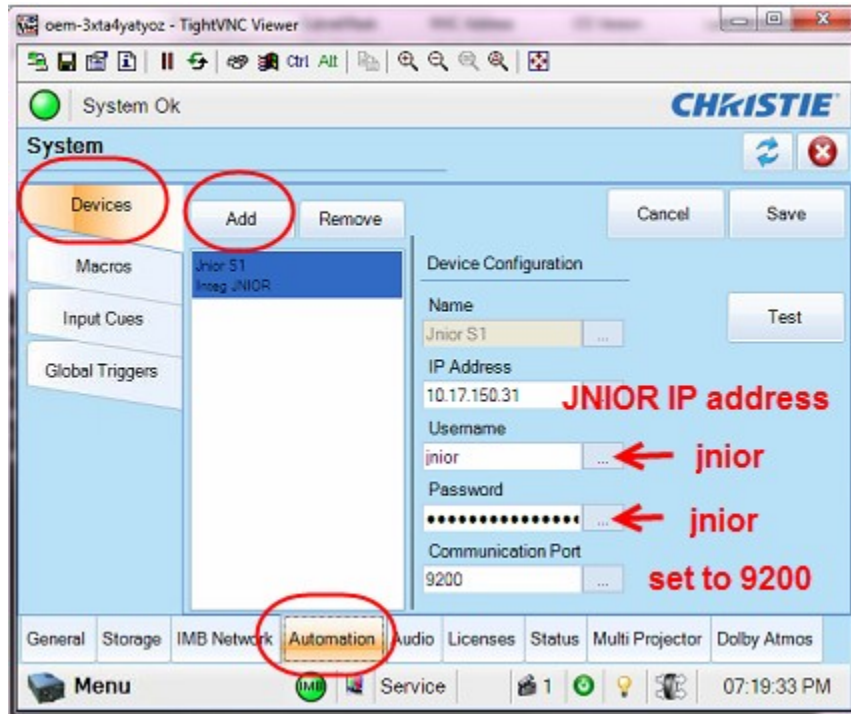 oem-3xta4yatyoz - TightVNC Viewer
Ctrl Alt
System Ok
CHRISTIE
System
Devices
Add
Remove
Cancel
Save
Macros
Jnior S1
Integ JNIOR
Device Configuration
Input Cues
Name
Jnior S1
...
Test
Global Triggers
IP Address
10.17.150.31
JNIOR IP address
Username
jnior
...
jnior
Password
...
jnior
Communication Port
9200
...
set to 9200
General Storage IMB Network Automation Audio Licenses Status Multi Projector Dolby Atmos
Menu
IMB
Service
1
07:19:33 PM